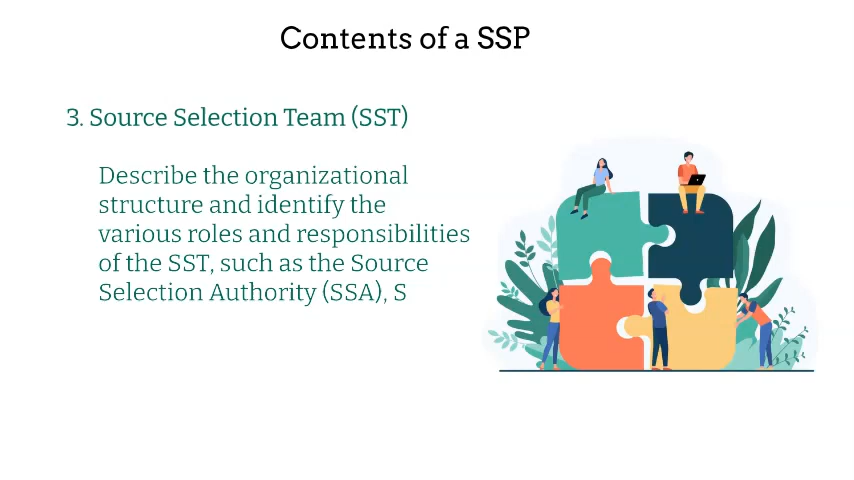 Contents of a SSP
3. Source Selection Team (SST)
Describe the organizational
structure and identify the
various roles and responsibilities
of the SST, such as the Source
Selection Authority (SSA), S